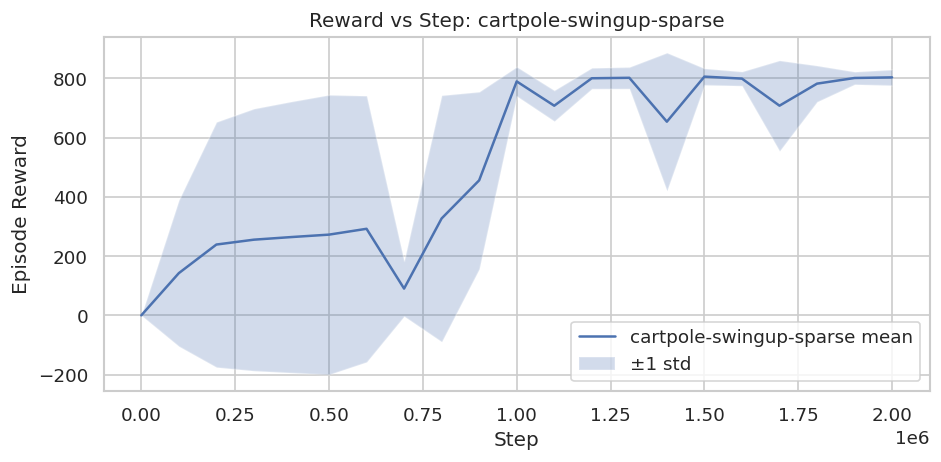 Reward vs Step: cartpole-swingup-sparse
Episode Reward
800
600
400
200
0
−200
cartpole-swingup-sparse mean
±1 std
0.00 0.25 0.50 0.75 1.00 1.25 1.50 1.75 2.00
Step
1e6